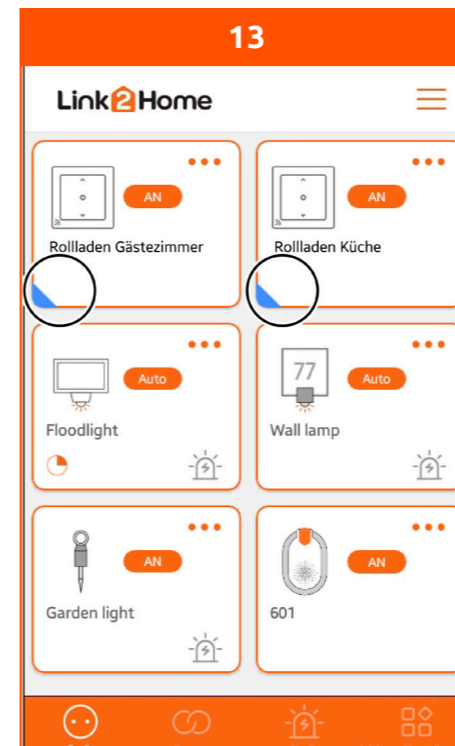 13
Link2Home
AN
Rollladen Gästezimmer
AN
Rollladen Küche
Auto
Floodlight
77
Auto
Wall lamp
AN
Garden light
AN
601